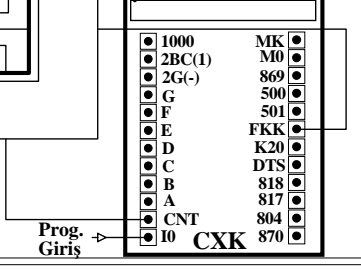 1000 MK
2BC(1) M0
2G(-) 869
G 500
F 501
E FKK
D K20
C DTS
B 818
A 817
CNT 804
Prog.
Giriş I0 CXK 870